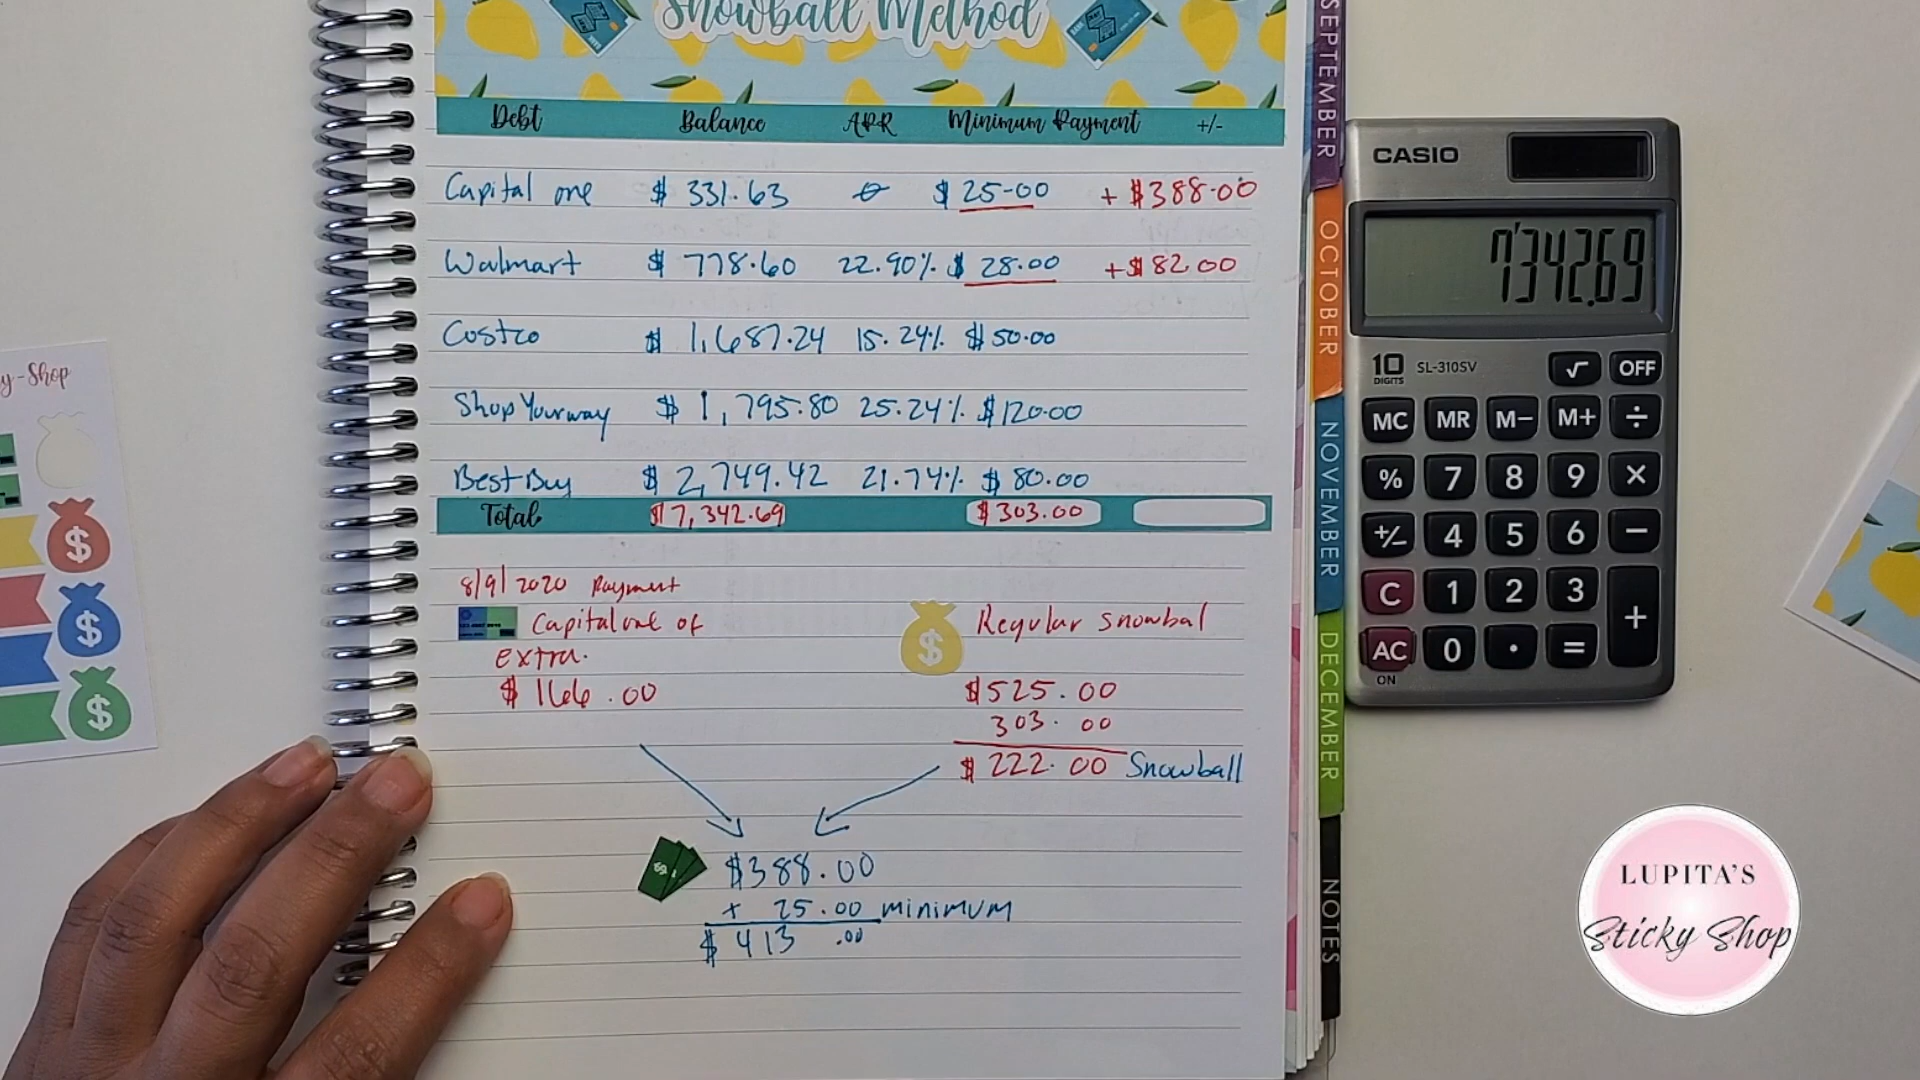 Snowball Method
Debt Balance APR Minimum Payment +/-
Capital one $ 331.63 0 $ 25.00 + $388.00
Walmart $ 778.60 22.90% $ 28.00 + $82.00
Costco $ 1,687.24 15.24% $50.00
Shop Yourway $ 1,795.80 25.24% $120.00
Best Buy $ 2,749.42 21.74% $ 80.00
Total $7,342.69 $303.00
8/9/2020 Payment
Capital one of
extra.
$ 166.00
Regular snowbal
$525.00
303.00
$ 222.00 Snowball
$388.00
+ 25.00 minimum
$ 413.00
SEPTEMBER
OCTOBER
NOVEMBER
DECEMBER
NOTES
CASIO
7'342.69
10 DIGITS SL-310SV √ OFF
MC MR M− M+ ÷
% 7 8 9 ×
+/− 4 5 6 −
C 1 2 3 +
AC 0 · =
ON
y-Shop
LUPITA'S
Sticky Shop